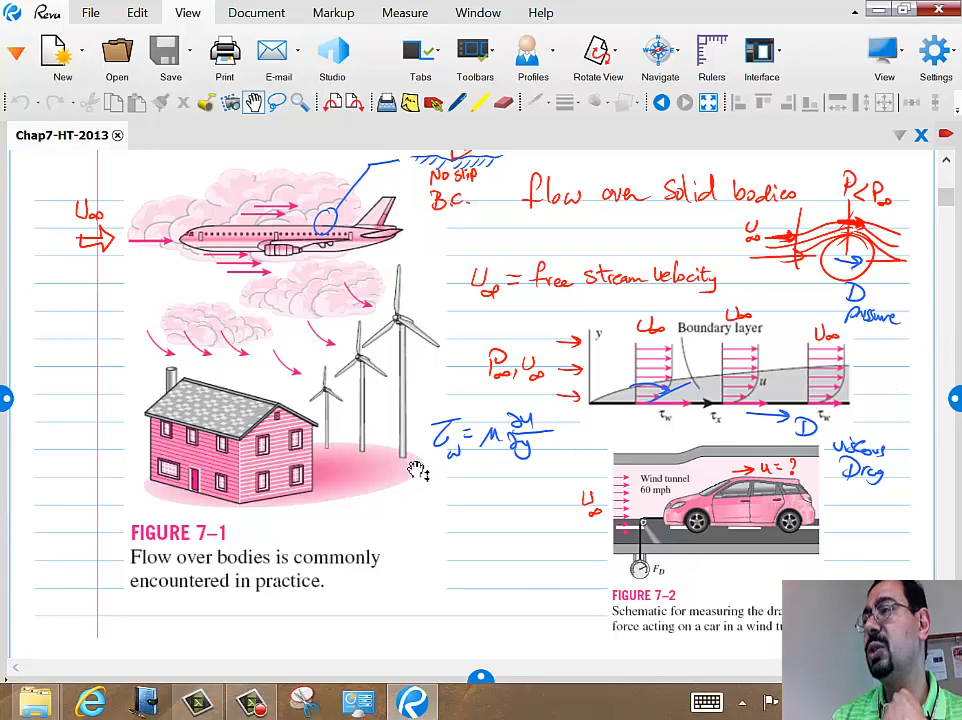 Revu File Edit View Document Markup Measure Window Help
New Open Save Print E-mail Studio Tabs Toolbars Profiles Rotate View Navigate Rulers Interface View Settings
Chap7-HT-2013
No slip
B.C.
flow over solid bodies
P<P∞
U∞
U∞
U∞ = free stream velocity
D
pressure
y
U∞
Boundary layer
U∞
U∞
P∞, U∞
u
τw
τx
τw
D
τw = μ ∂u/∂y
viscous
Drag
Wind tunnel
60 mph
u = ?
U∞
FD
FIGURE 7–1
Flow over bodies is commonly
encountered in practice.
FIGURE 7–2
Schematic for measuring the dra
force acting on a car in a wind tu